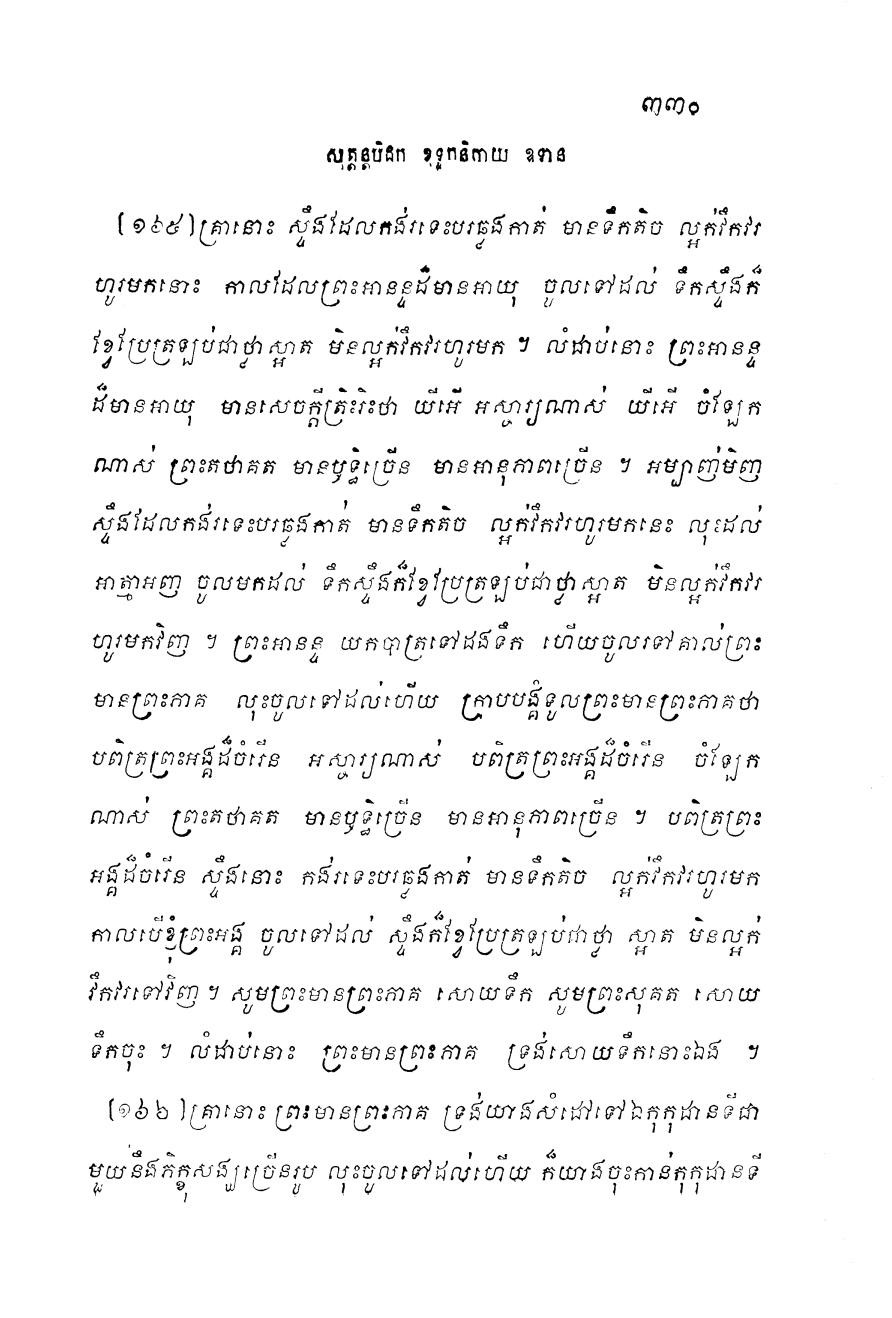 ៣៣០
សុត្តន្តបិដក ខុទ្ទកនិកាយ ឧទាន
[១៦៥] គ្រានោះ ស្ទឹងដែលកង់រទេះបរឆ្វងកាត់ មានទឹកតិច ល្អក់វឹកវរ
ហូរមកនោះ កាលដែលព្រះអានន្ទដ៏មានអាយុ ចូលទៅដល់ ទឹកស្ទឹងក៏
ខ្វៃប្រែត្រឡប់ជាថ្វាស្អាត មិនល្អក់វឹកវរហូរមក ។ លំដាប់នោះ ព្រះអានន្ទ
ដ៏មានអាយុ មានសេចក្តីត្រិះរិះថា យីអើ អស្ចារ្យណាស់ យីអើ ចំឡែក
ណាស់ ព្រះតថាគត មានឫទ្ធិច្រើន មានអានុភាពច្រើន ។ អម្បាញ់មិញ
ស្ទឹងដែលកង់រទេះបរឆ្វងកាត់ មានទឹកតិច ល្អក់វឹកវរហូរមកនេះ លុះដល់
អាត្មាអញ ចូលមកដល់ ទឹកស្ទឹងក៏ខ្វៃប្រែត្រឡប់ជាថ្វាស្អាត មិនល្អក់វឹកវរ
ហូរមកវិញ ។ ព្រះអានន្ទ យកបាត្រទៅដងទឹក ហើយចូលទៅគាល់ព្រះ
មានព្រះភាគ លុះចូលទៅដល់ហើយ ក្រាបបង្គំទូលព្រះមានព្រះភាគថា
បពិត្រព្រះអង្គដ៏ចំរើន អស្ចារ្យណាស់ បពិត្រព្រះអង្គដ៏ចំរើន ចំឡែក
ណាស់ ព្រះតថាគត មានឫទ្ធិច្រើន មានអានុភាពច្រើន ។ បពិត្រព្រះ
អង្គដ៏ចំរើន ស្ទឹងនោះ កង់រទេះបរឆ្វងកាត់ មានទឹកតិច ល្អក់វឹកវរហូរមក
កាលបើខ្ញុំព្រះអង្គ ចូលទៅដល់ ស្ទឹងក៏ខ្វៃប្រែត្រឡប់ជាថ្វា ស្អាត មិនល្អក់
វឹកវរទៅវិញ ។ សូមព្រះមានព្រះភាគ សោយទឹក សូមព្រះសុគត សោយ
ទឹកចុះ ។ លំដាប់នោះ ព្រះមានព្រះភាគ ទ្រង់សោយទឹកនោះឯង ។
[១៦៦] គ្រានោះ ព្រះមានព្រះភាគ ទ្រង់យាងសំដៅទៅឯកុកុដានទីជា
មួយនឹងភិក្ខុសង្ឃច្រើនរូប លុះចូលទៅដល់ហើយ ក៏យាងចុះកាន់កុកុដានទី